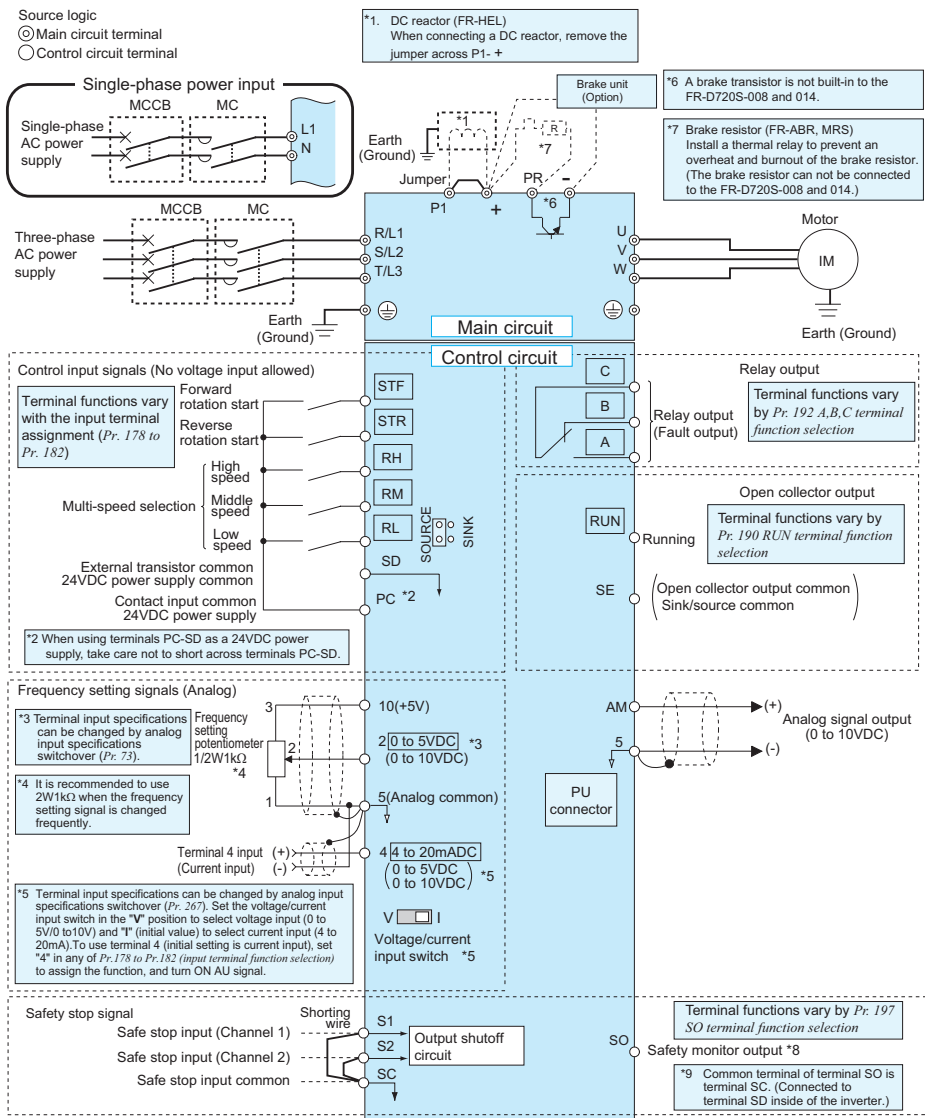 Source logic
Main circuit terminal
Control circuit terminal
*1. DC reactor (FR-HEL)
When connecting a DC reactor, remove the
jumper across P1- +
Single-phase power input
MCCB MC
Single-phase
AC power
supply
L1
N
Brake unit
(Option)
*6 A brake transistor is not built-in to the
FR-D720S-008 and 014.
*7 Brake resistor (FR-ABR, MRS)
Install a thermal relay to prevent an
overheat and burnout of the brake resistor.
(The brake resistor can not be connected
to the FR-D720S-008 and 014.)
*1
R
*7
Earth
(Ground)
Jumper
PR
-
P1
+
*6
MCCB MC
Three-phase
AC power
supply
R/L1
S/L2
T/L3
U
V
W
Motor
IM
Earth
(Ground)
Earth (Ground)
Main circuit
Control circuit
Control input signals (No voltage input allowed)
Terminal functions vary
with the input terminal
assignment (Pr. 178 to
Pr. 182)
Forward
rotation start
Reverse
rotation start
High
speed
Multi-speed selection
Middle
speed
Low
speed
External transistor common
24VDC power supply common
Contact input common
24VDC power supply
STF
STR
RH
RM
RL
SOURCE
SINK
SD
PC *2
*2 When using terminals PC-SD as a 24VDC power
supply, take care not to short across terminals PC-SD.
C
B
A
Relay output
Relay output
(Fault output)
Terminal functions vary
by Pr. 192 A,B,C terminal
function selection
Open collector output
RUN
Running
Terminal functions vary by
Pr. 190 RUN terminal function
selection
SE
Open collector output common
Sink/source common
Frequency setting signals (Analog)
*3 Terminal input specifications
can be changed by analog
input specifications
switchover (Pr. 73).
*4 It is recommended to use
2W1kΩ when the frequency
setting signal is changed
frequently.
Frequency
setting
potentiometer
1/2W1kΩ
*4
3
2
1
10(+5V)
2 0 to 5VDC *3
(0 to 10VDC)
5(Analog common)
Terminal 4 input (+)
(Current input) (-)
4 4 to 20mADC
(0 to 5VDC
0 to 10VDC) *5
V I
Voltage/current
input switch *5
*5 Terminal input specifications can be changed by analog input
specifications switchover (Pr. 267). Set the voltage/current
input switch in the "V" position to select voltage input (0 to
5V/0 to10V) and "I" (initial value) to select current input (4 to
20mA).To use terminal 4 (initial setting is current input), set
"4" in any of Pr.178 to Pr.182 (input terminal function selection)
to assign the function, and turn ON AU signal.
AM
(+)
Analog signal output
(0 to 10VDC)
5
(-)
PU
connector
Safety stop signal
Shorting
wire
Safe stop input (Channel 1)
Safe stop input (Channel 2)
Safe stop input common
S1
S2
SC
Output shutoff
circuit
Terminal functions vary by Pr. 197
SO terminal function selection
SO
Safety monitor output *8
*9 Common terminal of terminal SO is
terminal SC. (Connected to
terminal SD inside of the inverter.)